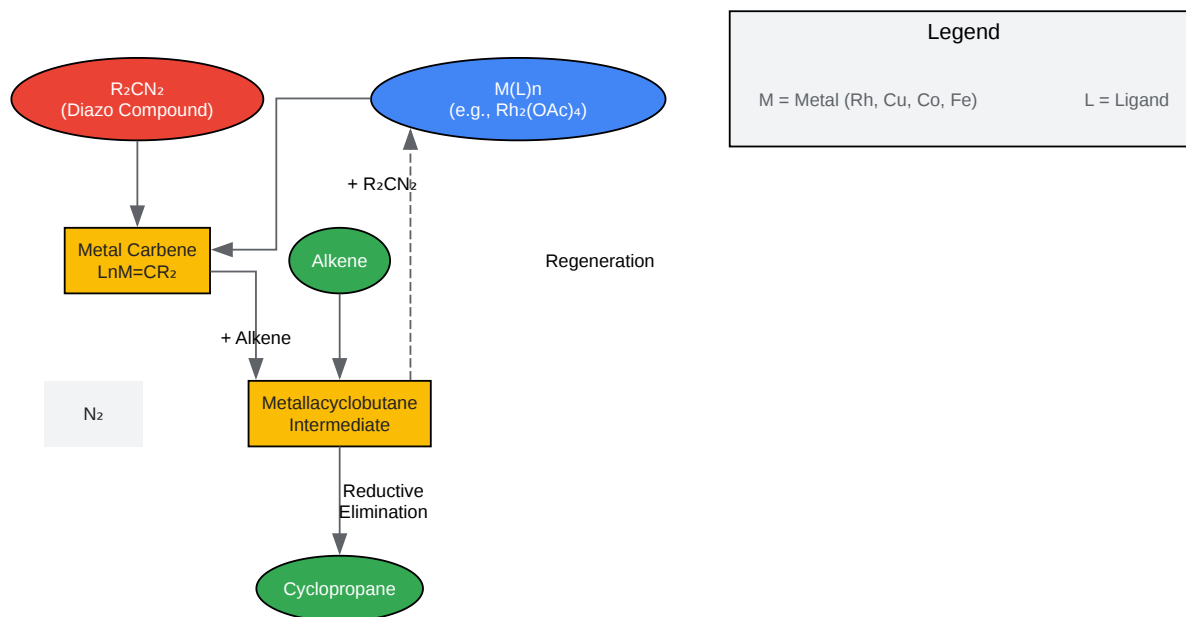 Legend
M = Metal (Rh, Cu, Co, Fe)
L = Ligand
R₂CN₂
(Diazo Compound)
M(L)n
(e.g., Rh₂(OAc)₄)
+ R₂CN₂
Metal Carbene
LnM=CR₂
Alkene
Regeneration
+ Alkene
N₂
Metallacyclobutane
Intermediate
Reductive
Elimination
Cyclopropane